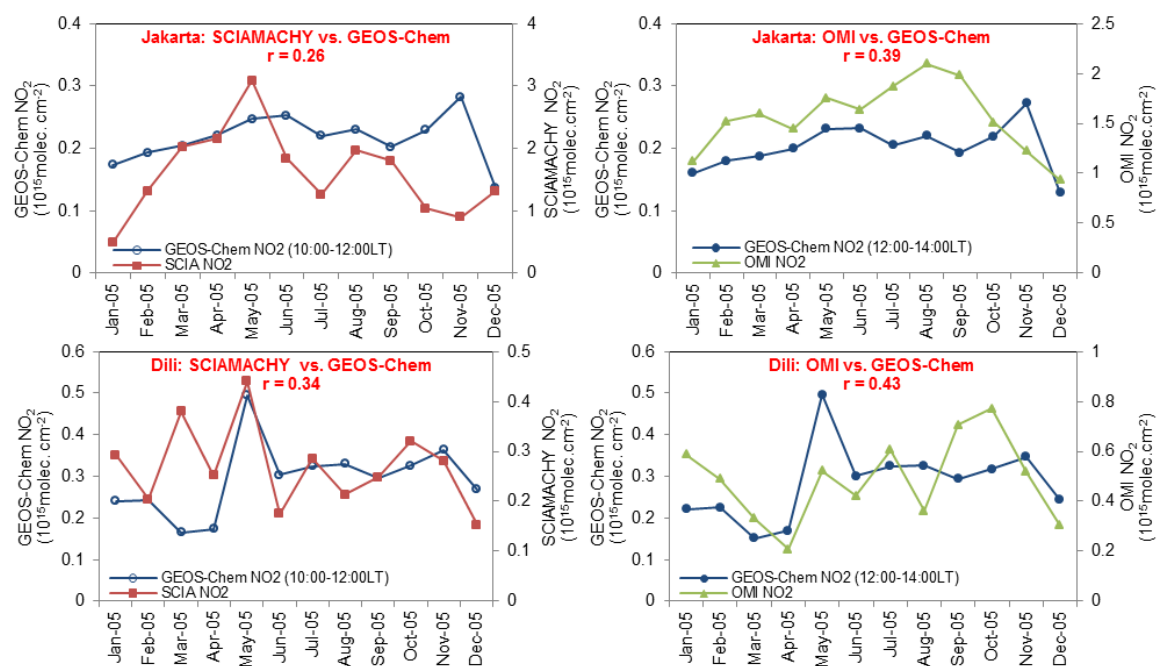 Jakarta: SCIAMACHY vs. GEOS-Chem
r = 0.26
GEOS-Chem NO2
(10^15molec. cm-2)
0.4
0.3
0.2
0.1
0
4
3
2
1
0
SCIAMACHY NO2
(10^15molec. cm-2)
GEOS-Chem NO2 (10:00-12:00LT)
SCIA NO2
Jan-05
Feb-05
Mar-05
Apr-05
May-05
Jun-05
Jul-05
Aug-05
Sep-05
Oct-05
Nov-05
Dec-05
Jakarta: OMI vs. GEOS-Chem
r = 0.39
GEOS-Chem NO2
(10^15molec. cm-2)
0.4
0.3
0.2
0.1
0
2.5
2
1.5
1
0.5
0
OMI NO2
(10^15molec. cm-2)
GEOS-Chem NO2 (12:00-14:00LT)
OMI NO2
Jan-05
Feb-05
Mar-05
Apr-05
May-05
Jun-05
Jul-05
Aug-05
Sep-05
Oct-05
Nov-05
Dec-05
Dili: SCIAMACHY vs. GEOS-Chem
r = 0.34
GEOS-Chem NO2
(10^15molec. cm-2)
0.6
0.5
0.4
0.3
0.2
0.1
0
0.5
0.4
0.3
0.2
0.1
0
SCIAMACHY NO2
(10^15molec. cm-2)
GEOS-Chem NO2 (10:00-12:00LT)
SCIA NO2
Jan-05
Feb-05
Mar-05
Apr-05
May-05
Jun-05
Jul-05
Aug-05
Sep-05
Oct-05
Nov-05
Dec-05
Dili: OMI vs. GEOS-Chem
r = 0.43
GEOS-Chem NO2
(10^15molec. cm-2)
0.6
0.5
0.4
0.3
0.2
0.1
0
1
0.8
0.6
0.4
0.2
0
OMI NO2
(10^15molec. cm-2)
GEOS-Chem NO2 (12:00-14:00LT)
OMI NO2
Jan-05
Feb-05
Mar-05
Apr-05
May-05
Jun-05
Jul-05
Aug-05
Sep-05
Oct-05
Nov-05
Dec-05